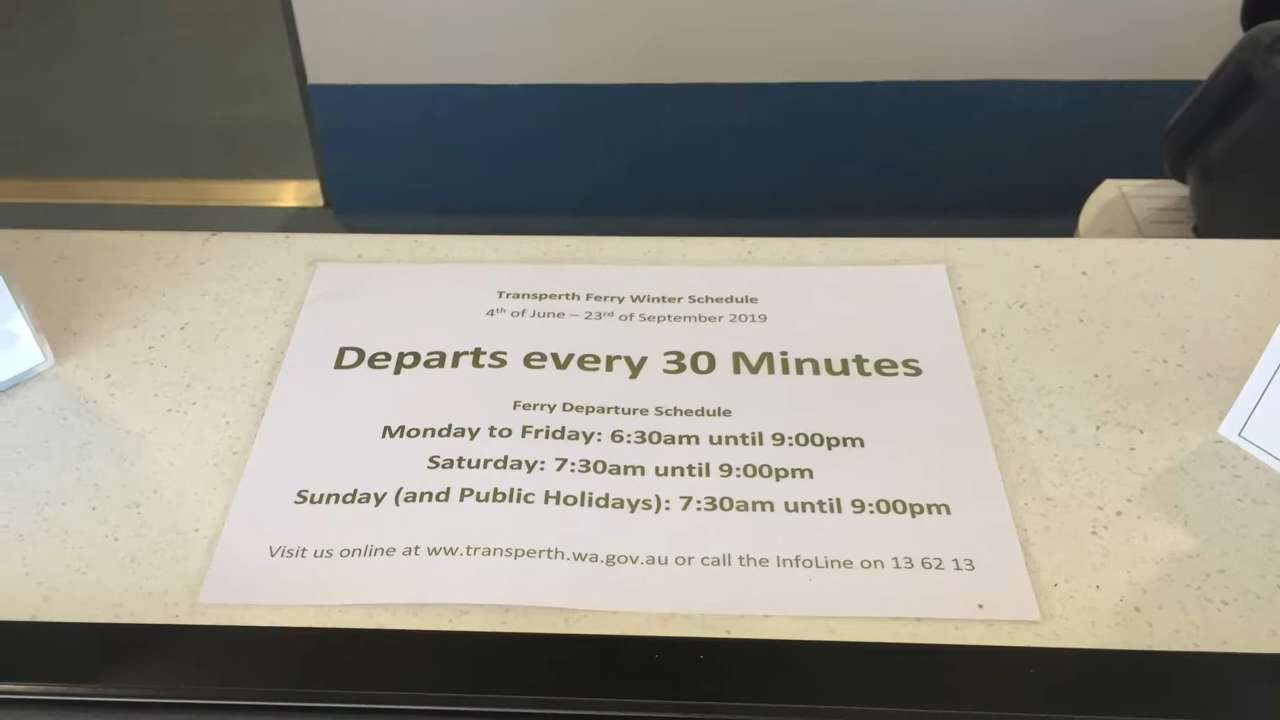 Transperth Ferry Winter Schedule
4th of June – 23rd of September 2019
Departs every 30 Minutes
Ferry Departure Schedule
Monday to Friday: 6:30am until 9:00pm
Saturday: 7:30am until 9:00pm
Sunday (and Public Holidays): 7:30am until 9:00pm
Visit us online at ww.transperth.wa.gov.au or call the InfoLine on 13 62 13